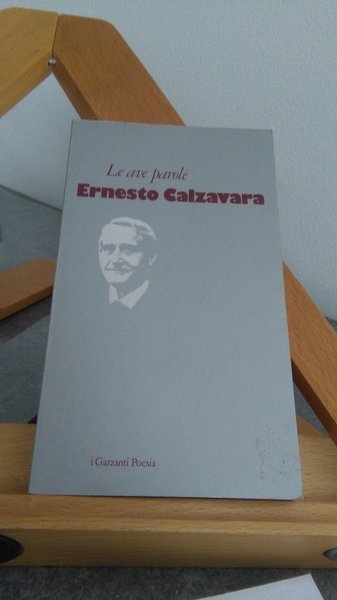 Le ave parole
Ernesto Calzavara
i Garzanti Poesia